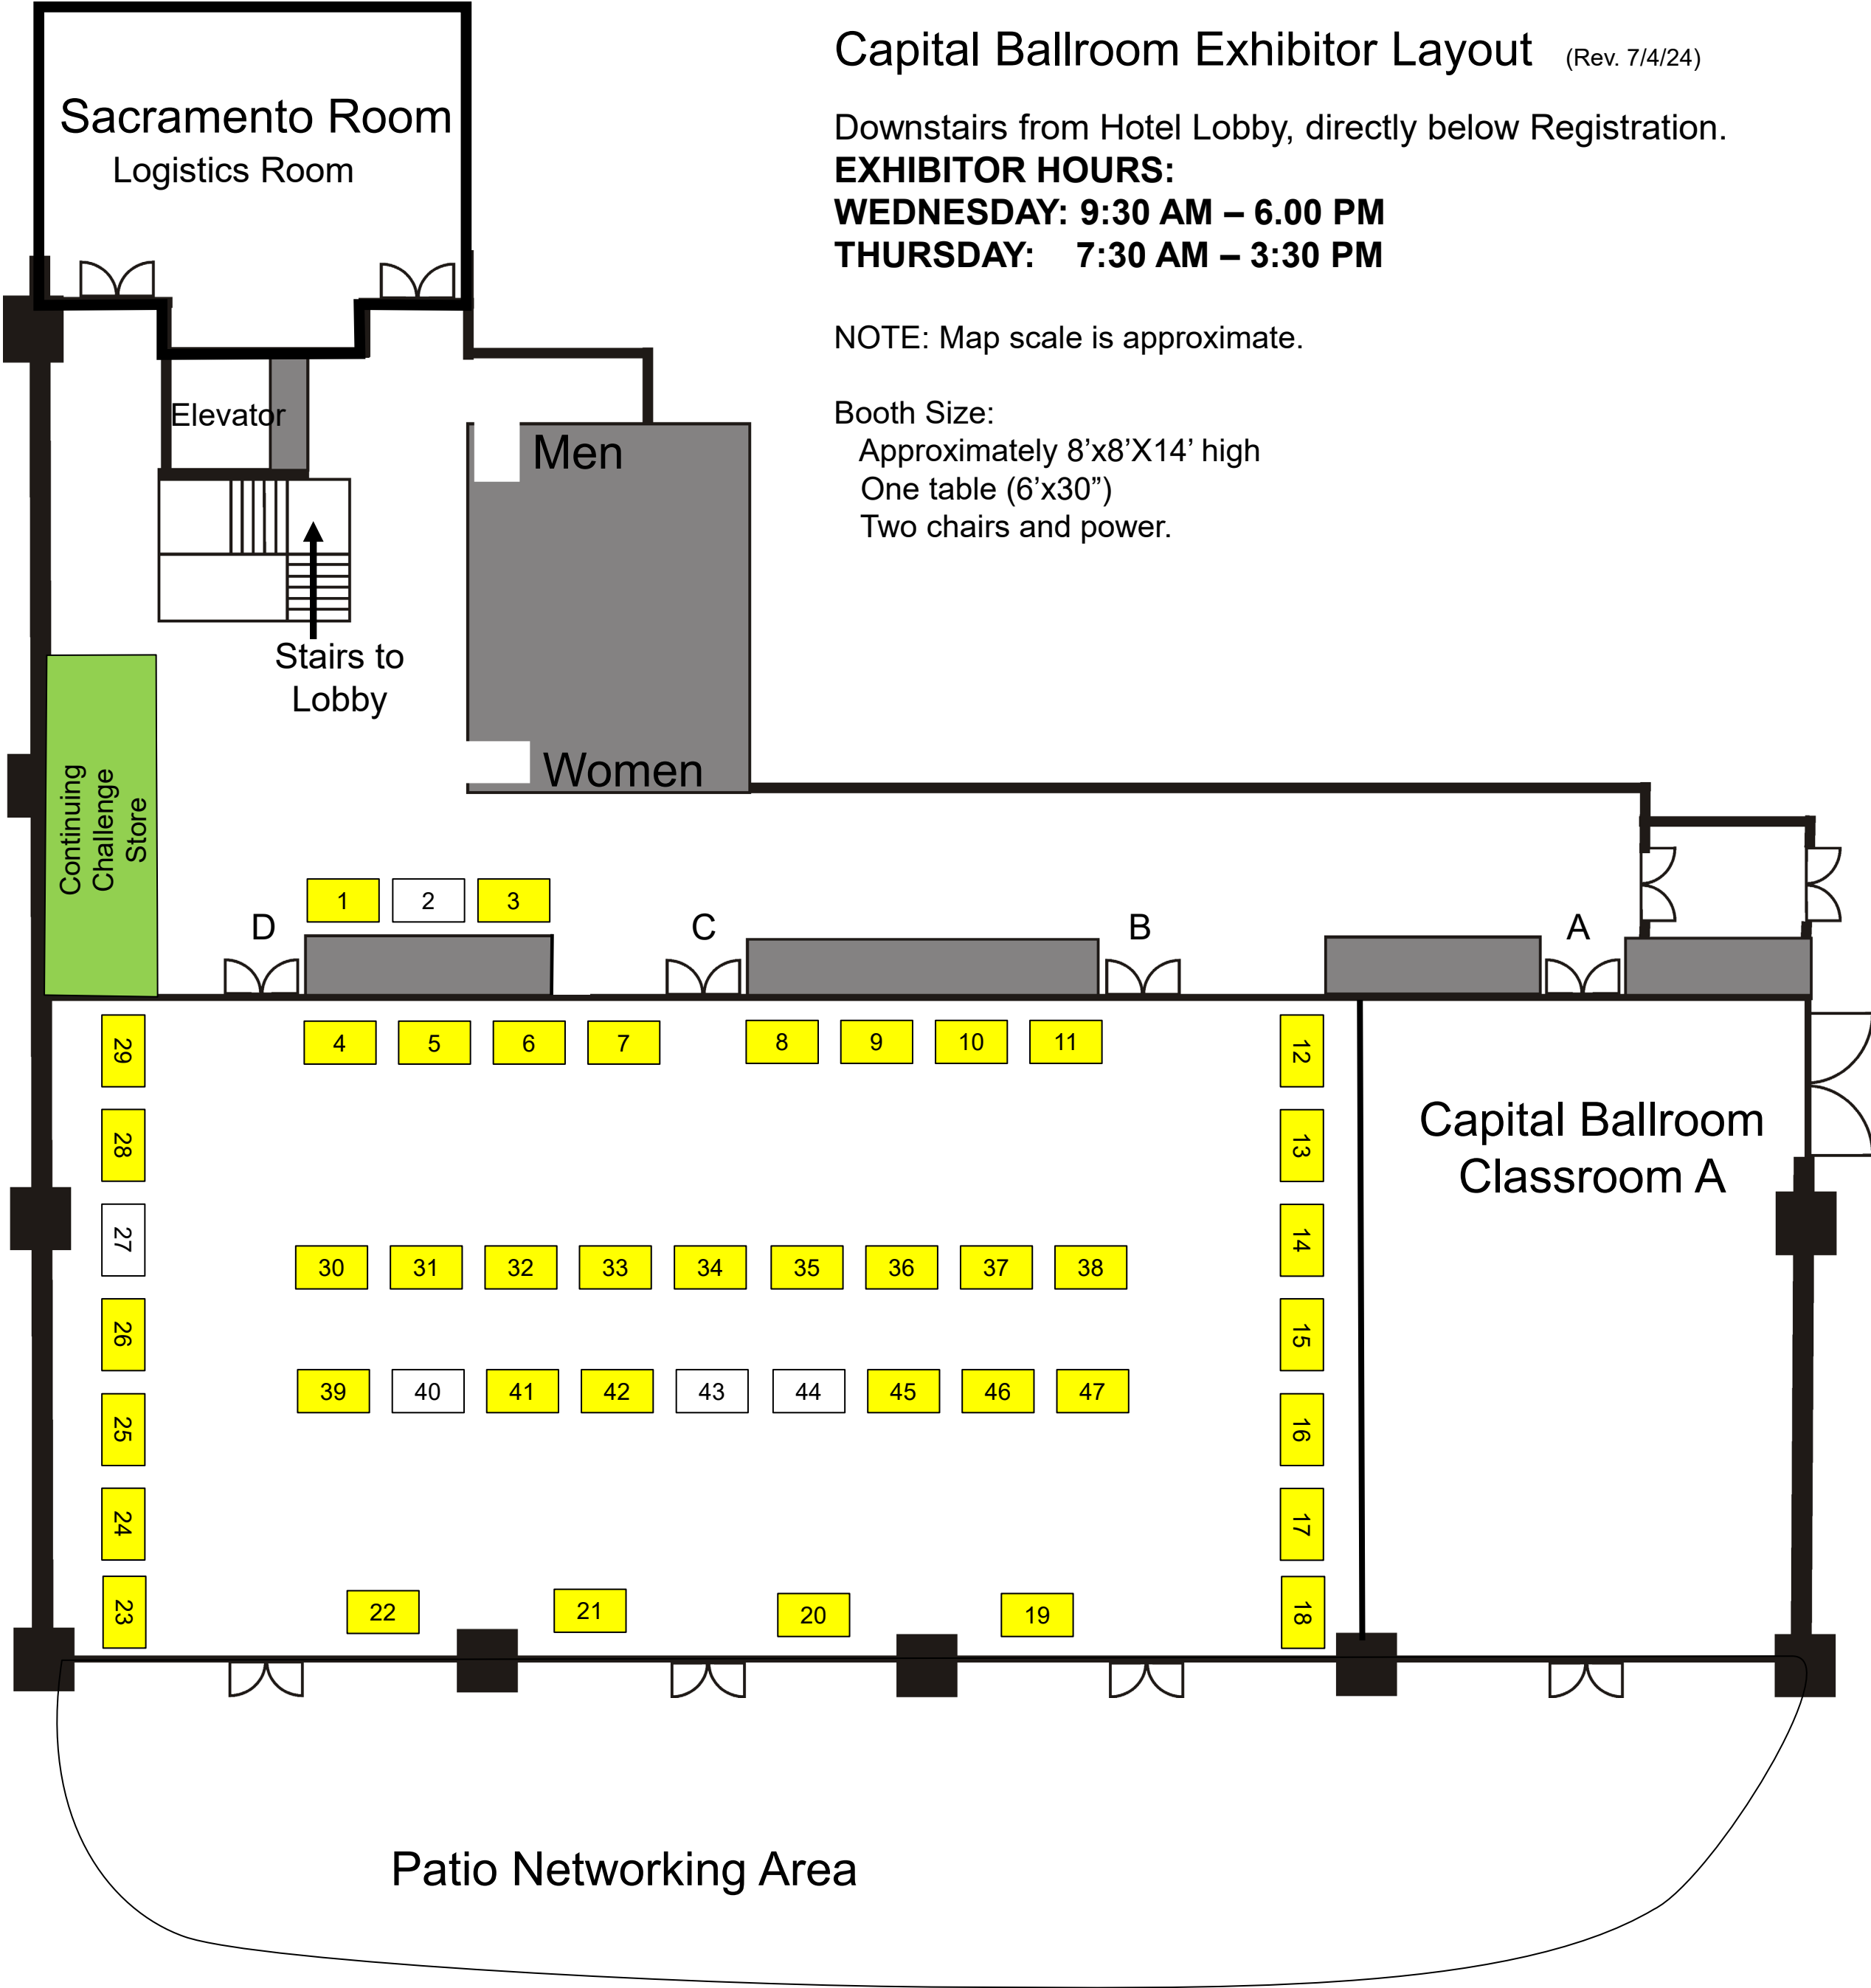 Capital Ballroom Exhibitor Layout (Rev. 7/4/24)
Downstairs from Hotel Lobby, directly below Registration.
EXHIBITOR HOURS:
WEDNESDAY: 9:30 AM – 6.00 PM
THURSDAY: 7:30 AM – 3:30 PM
NOTE: Map scale is approximate.
Booth Size:
Approximately 8’x8’X14’ high
One table (6’x30”)
Two chairs and power.
Sacramento Room
Logistics Room
Elevator
Men
Stairs to
Lobby
Women
Continuing
Challenge
Store
1 2 3
D C B A
4 5 6 7 8 9 10 11
12
13
14
15
16
17
18
29
28
27
26
25
24
23
Capital Ballroom
Classroom A
30 31 32 33 34 35 36 37 38
39 40 41 42 43 44 45 46 47
22 21 20 19
Patio Networking Area